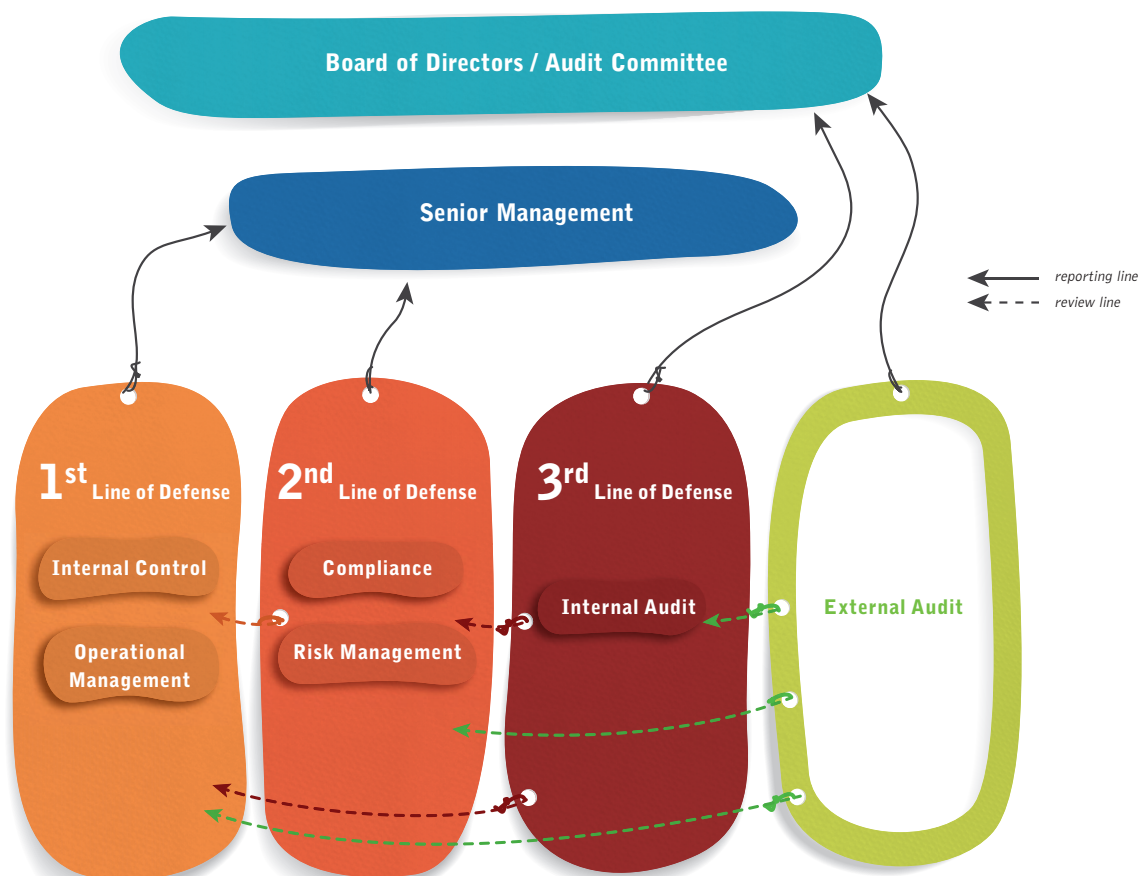 Board of Directors / Audit Committee
Senior Management
reporting line
review line
1st Line of Defense
Internal Control
Operational
Management
2nd Line of Defense
Compliance
Risk Management
3rd Line of Defense
Internal Audit
External Audit